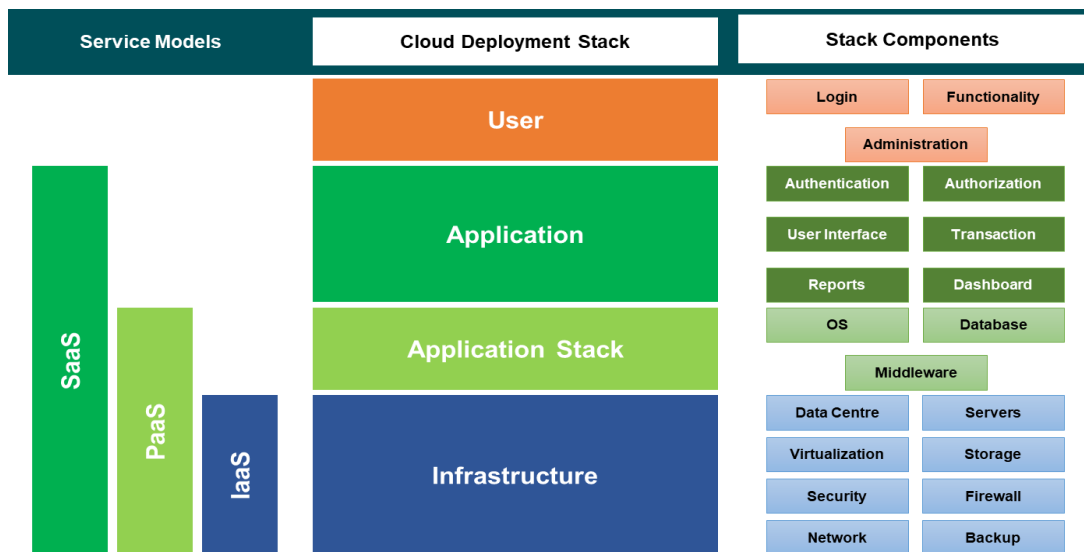 Service Models
Cloud Deployment Stack
Stack Components
User
Login
Functionality
Administration
SaaS
Application
Authentication
Authorization
User Interface
Transaction
Reports
Dashboard
PaaS
Application Stack
OS
Database
Middleware
IaaS
Infrastructure
Data Centre
Servers
Virtualization
Storage
Security
Firewall
Network
Backup